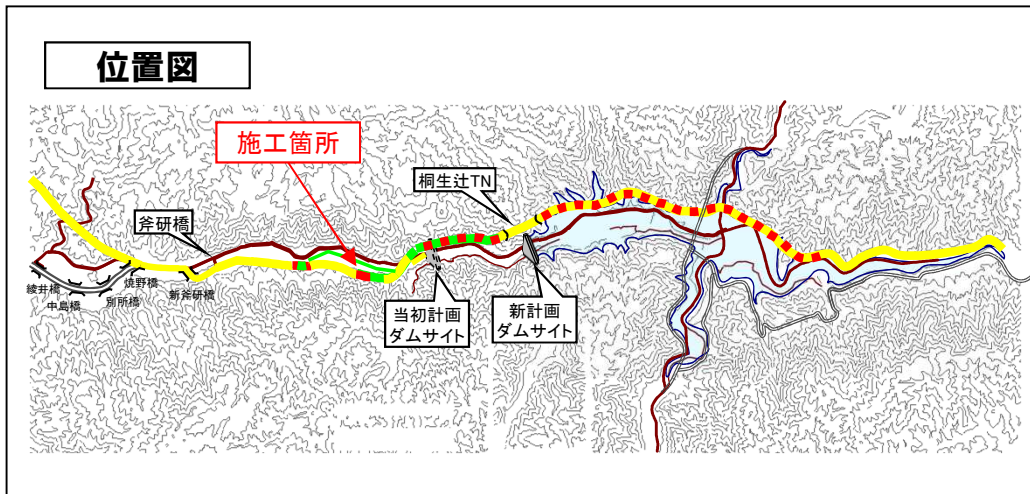 位置図
施工箇所
桐生辻TN
斧研橋
綾井橋
中島橋
別所橋
焼野橋
新斧研橋
当初計画
ダムサイト
新計画
ダムサイト